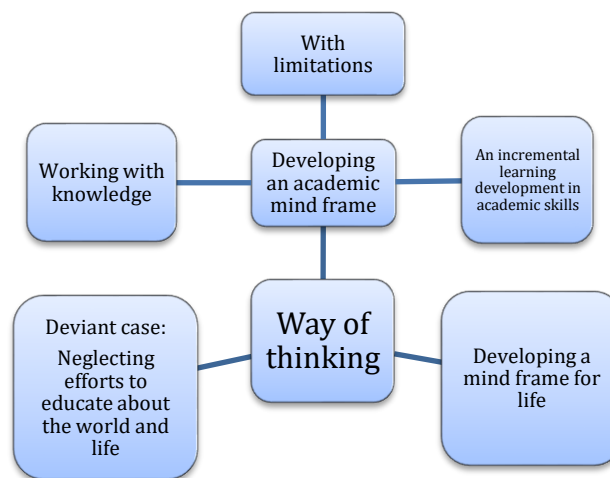 With
limitations
Working with
knowledge
Developing
an academic
mind frame
An incremental
learning
development in
academic skills
Deviant case:
Neglecting
efforts to
educate about
the world and
life
Way of
thinking
Developing a
mind frame for
life